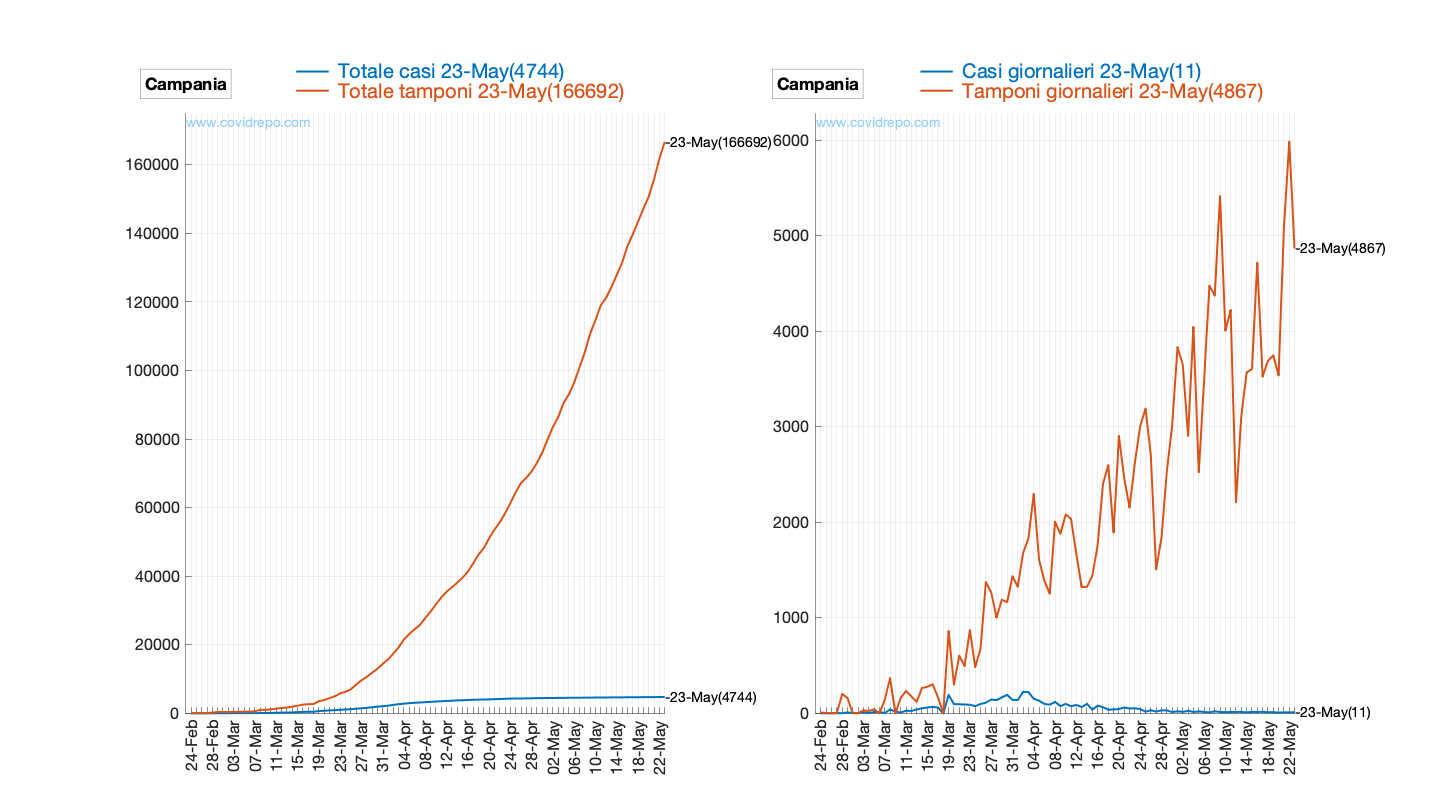 Campania
Totale casi 23-May(4744)
Totale tamponi 23-May(166692)
www.covidrepo.com
23-May(166692)
160000
140000
120000
100000
80000
60000
40000
20000
0
23-May(4744)
24-Feb
28-Feb
03-Mar
07-Mar
11-Mar
15-Mar
19-Mar
23-Mar
27-Mar
31-Mar
04-Apr
08-Apr
12-Apr
16-Apr
20-Apr
24-Apr
28-Apr
02-May
06-May
10-May
14-May
18-May
22-May
Campania
Casi giornalieri 23-May(11)
Tamponi giornalieri 23-May(4867)
www.covidrepo.com
6000
5000
4000
3000
2000
1000
0
23-May(4867)
23-May(11)
24-Feb
28-Feb
03-Mar
07-Mar
11-Mar
15-Mar
19-Mar
23-Mar
27-Mar
31-Mar
04-Apr
08-Apr
12-Apr
16-Apr
20-Apr
24-Apr
28-Apr
02-May
06-May
10-May
14-May
18-May
22-May